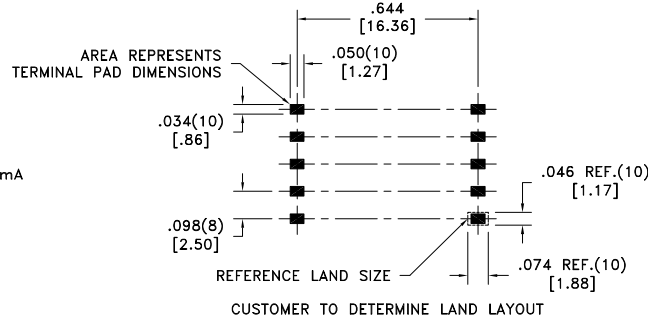 .644
[16.36]
AREA REPRESENTS
TERMINAL PAD DIMENSIONS
.050(10)
[1.27]
.034(10)
[.86]
mA
.046 REF.(10)
[1.17]
.098(8)
[2.50]
REFERENCE LAND SIZE
.074 REF.(10)
[1.88]
CUSTOMER TO DETERMINE LAND LAYOUT